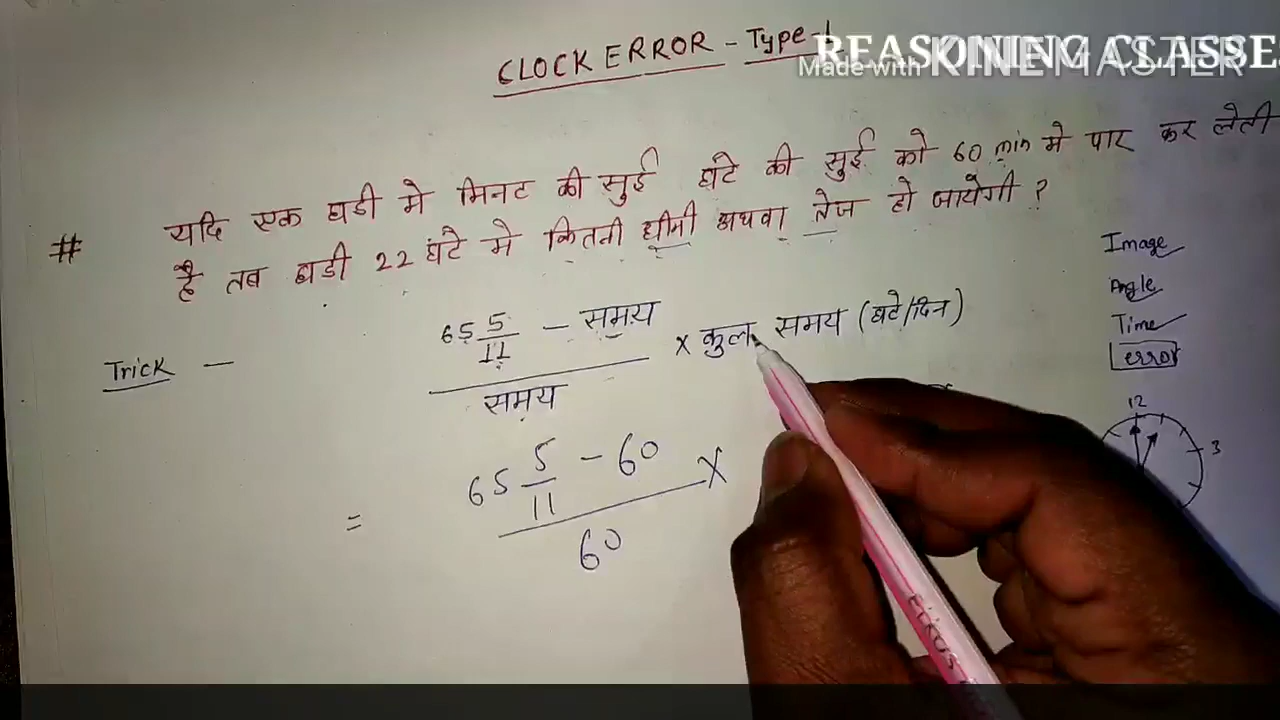 CLOCK ERROR - Type-1
REASONING CLASSE
Made with KINEMASTER
# यदि एक घडी मे मिनट की सुई घंटे की सुई को 60 min मे पार कर लेती
है तब घडी 22 घंटे मे कितनी धीमी अथवा तेज हो जायेगी ?
Trick - 65 5/11 - समय / समय × कुल समय (घंटे/दिन)
= 65 5/11 - 60 / 60 ×
Image
Angle
Time
error
12
3